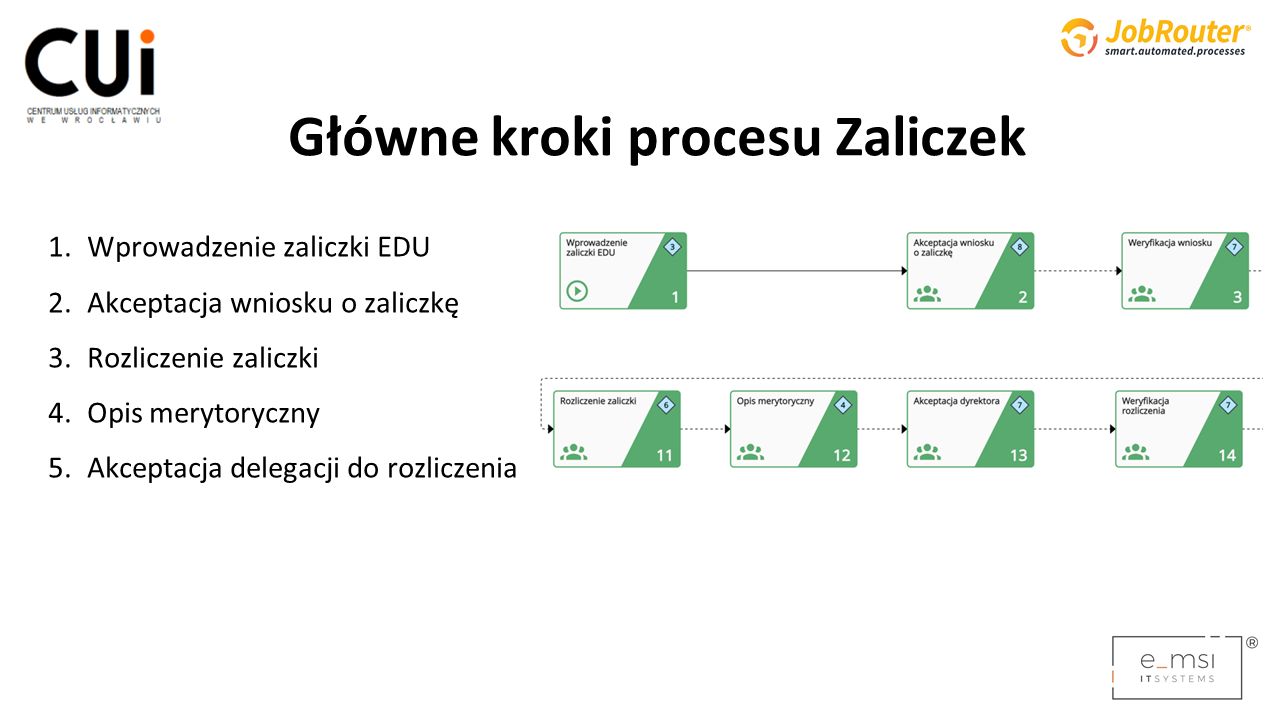 CUi
CENTRUM USŁUG INFORMATYCZNYCH
WE WROCŁAWIU
JobRouter®
smart.automated.processes
Główne kroki procesu Zaliczek
1. Wprowadzenie zaliczki EDU
2. Akceptacja wniosku o zaliczkę
3. Rozliczenie zaliczki
4. Opis merytoryczny
5. Akceptacja delegacji do rozliczenia
Wprowadzenie
zaliczki EDU
3
1
Akceptacja wniosku
o zaliczkę
8
2
Weryfikacja wniosku
7
3
Rozliczenie zaliczki
6
11
Opis merytoryczny
4
12
Akceptacja dyrektora
7
13
Weryfikacja
rozliczenia
7
14
e_msi
ITSYSTEMS
®